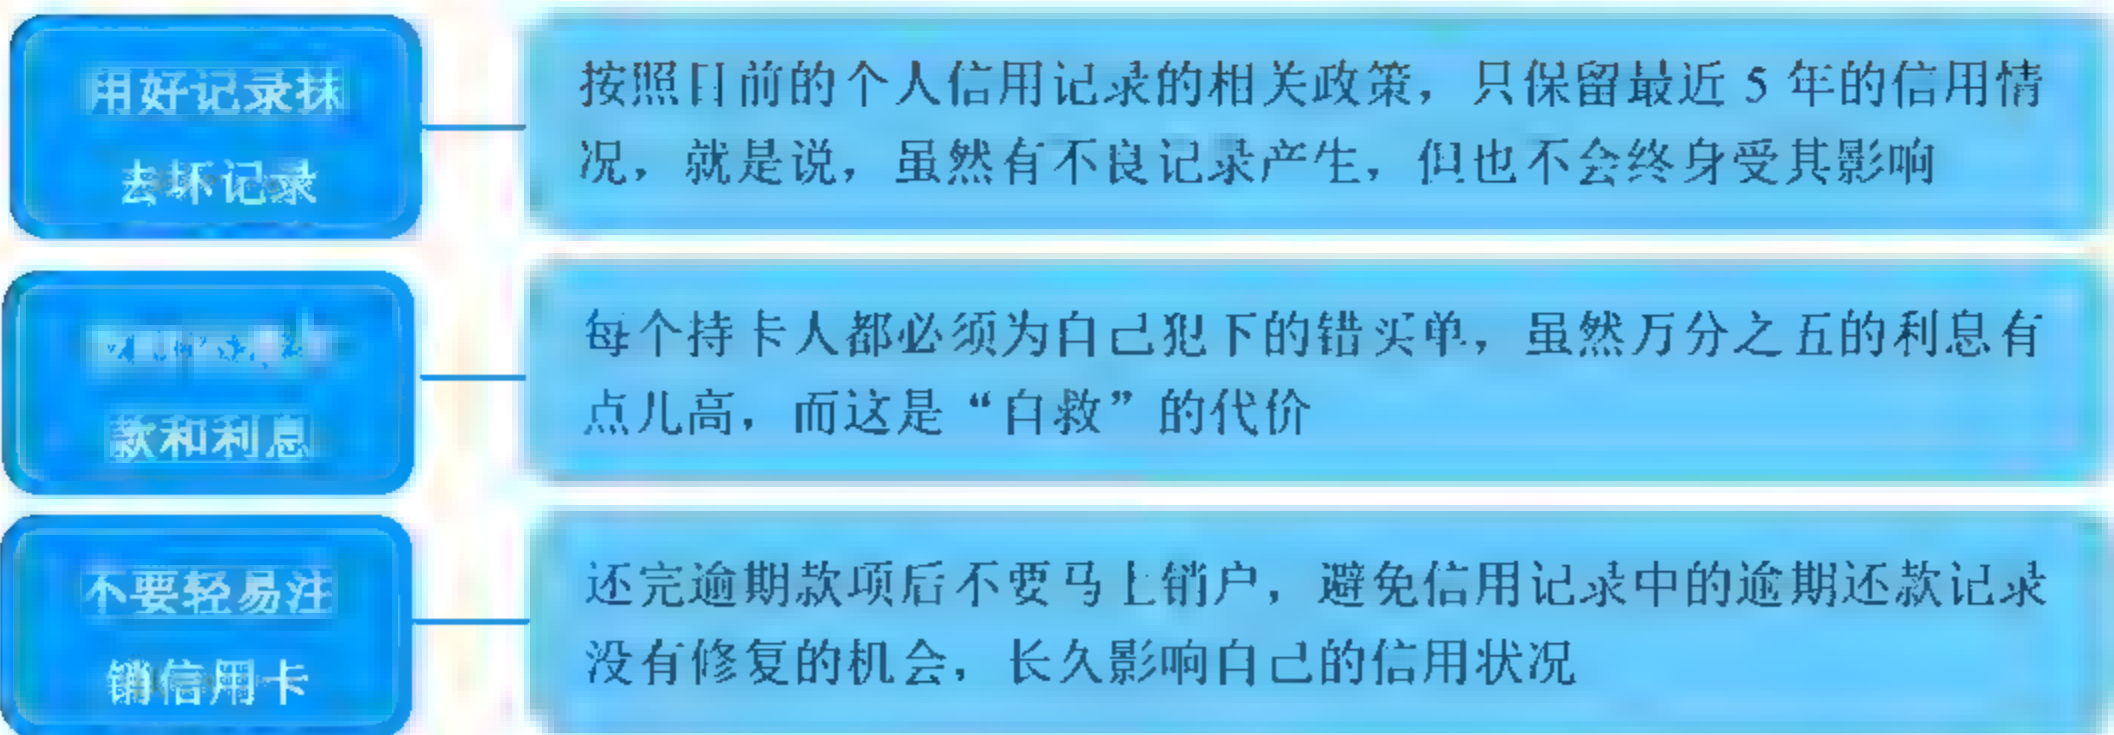 用好记录抹
去坏记录
按照目前的个人信用记录的相关政策，只保留最近 5 年的信用情
况，就是说，虽然有不良记录产生，但也不会终身受其影响
款和利息
每个持卡人都必须为自己犯下的错买单，虽然万分之五的利息有
点儿高，而这是“自救”的代价
不要轻易注
销信用卡
还完逾期款项后不要马上销户，避免信用记录中的逾期还款记录
没有修复的机会，长久影响自己的信用状况